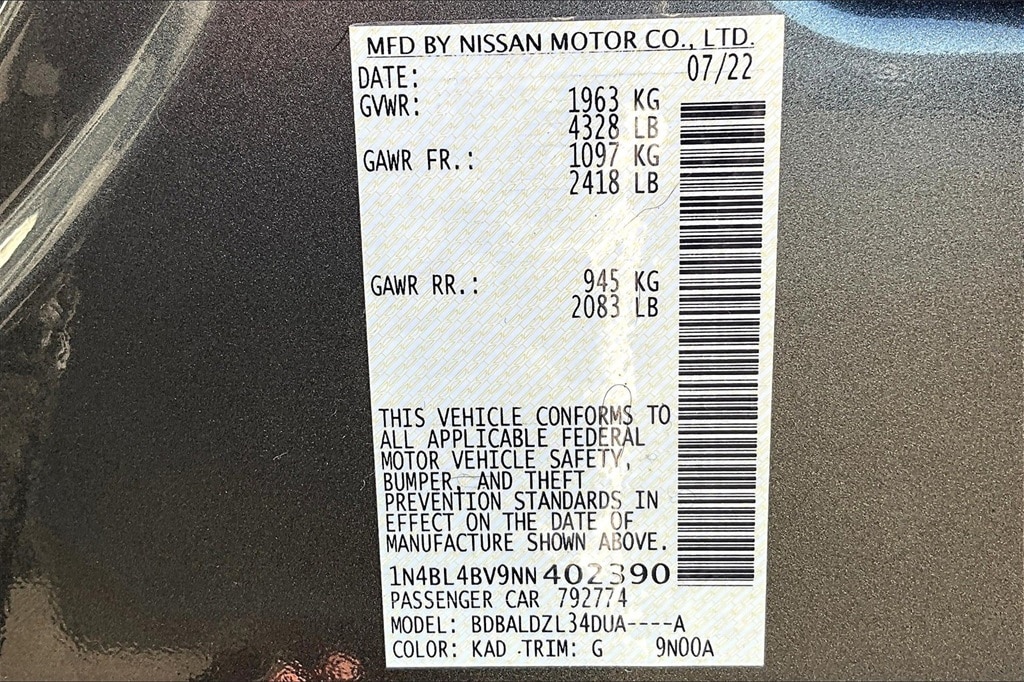 MFD BY NISSAN MOTOR CO., LTD.
DATE: 07/22
GVWR: 1963 KG
4328 LB
GAWR FR.: 1097 KG
2418 LB
GAWR RR.: 945 KG
2083 LB
THIS VEHICLE CONFORMS TO
ALL APPLICABLE FEDERAL
MOTOR VEHICLE SAFETY,
BUMPER, AND THEFT
PREVENTION STANDARDS IN
EFFECT ON THE DATE OF
MANUFACTURE SHOWN ABOVE.
1N4BL4BV9NN402390
PASSENGER CAR 792774
MODEL: BDBALDZL34DUA----A
COLOR: KAD TRIM: G 9N00A